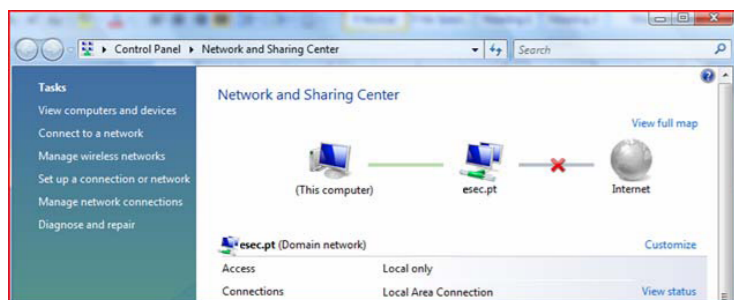 Control Panel ▸ Network and Sharing Center
Search
Tasks
View computers and devices
Connect to a network
Manage wireless networks
Set up a connection or network
Manage network connections
Diagnose and repair
Network and Sharing Center
View full map
(This computer)
esec.pt
Internet
esec.pt (Domain network)
Customize
Access
Local only
Connections
Local Area Connection
View status